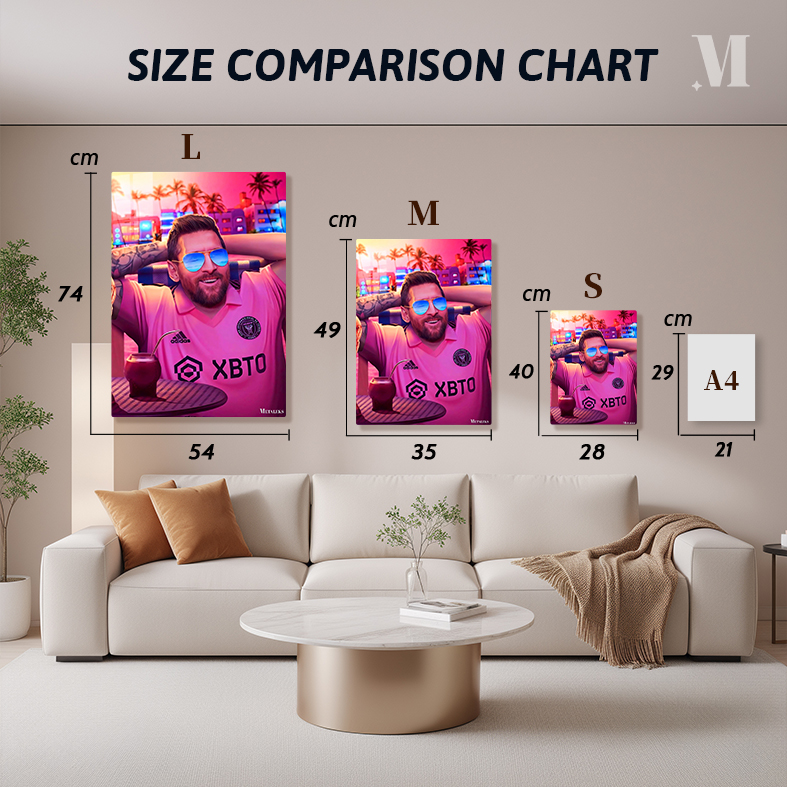 SIZE COMPARISON CHART
M
L
cm
74
54
adidas
XBTO
METALUXS
M
cm
49
35
XBTO
S
cm
40
28
XBTO
cm
29
A4
21